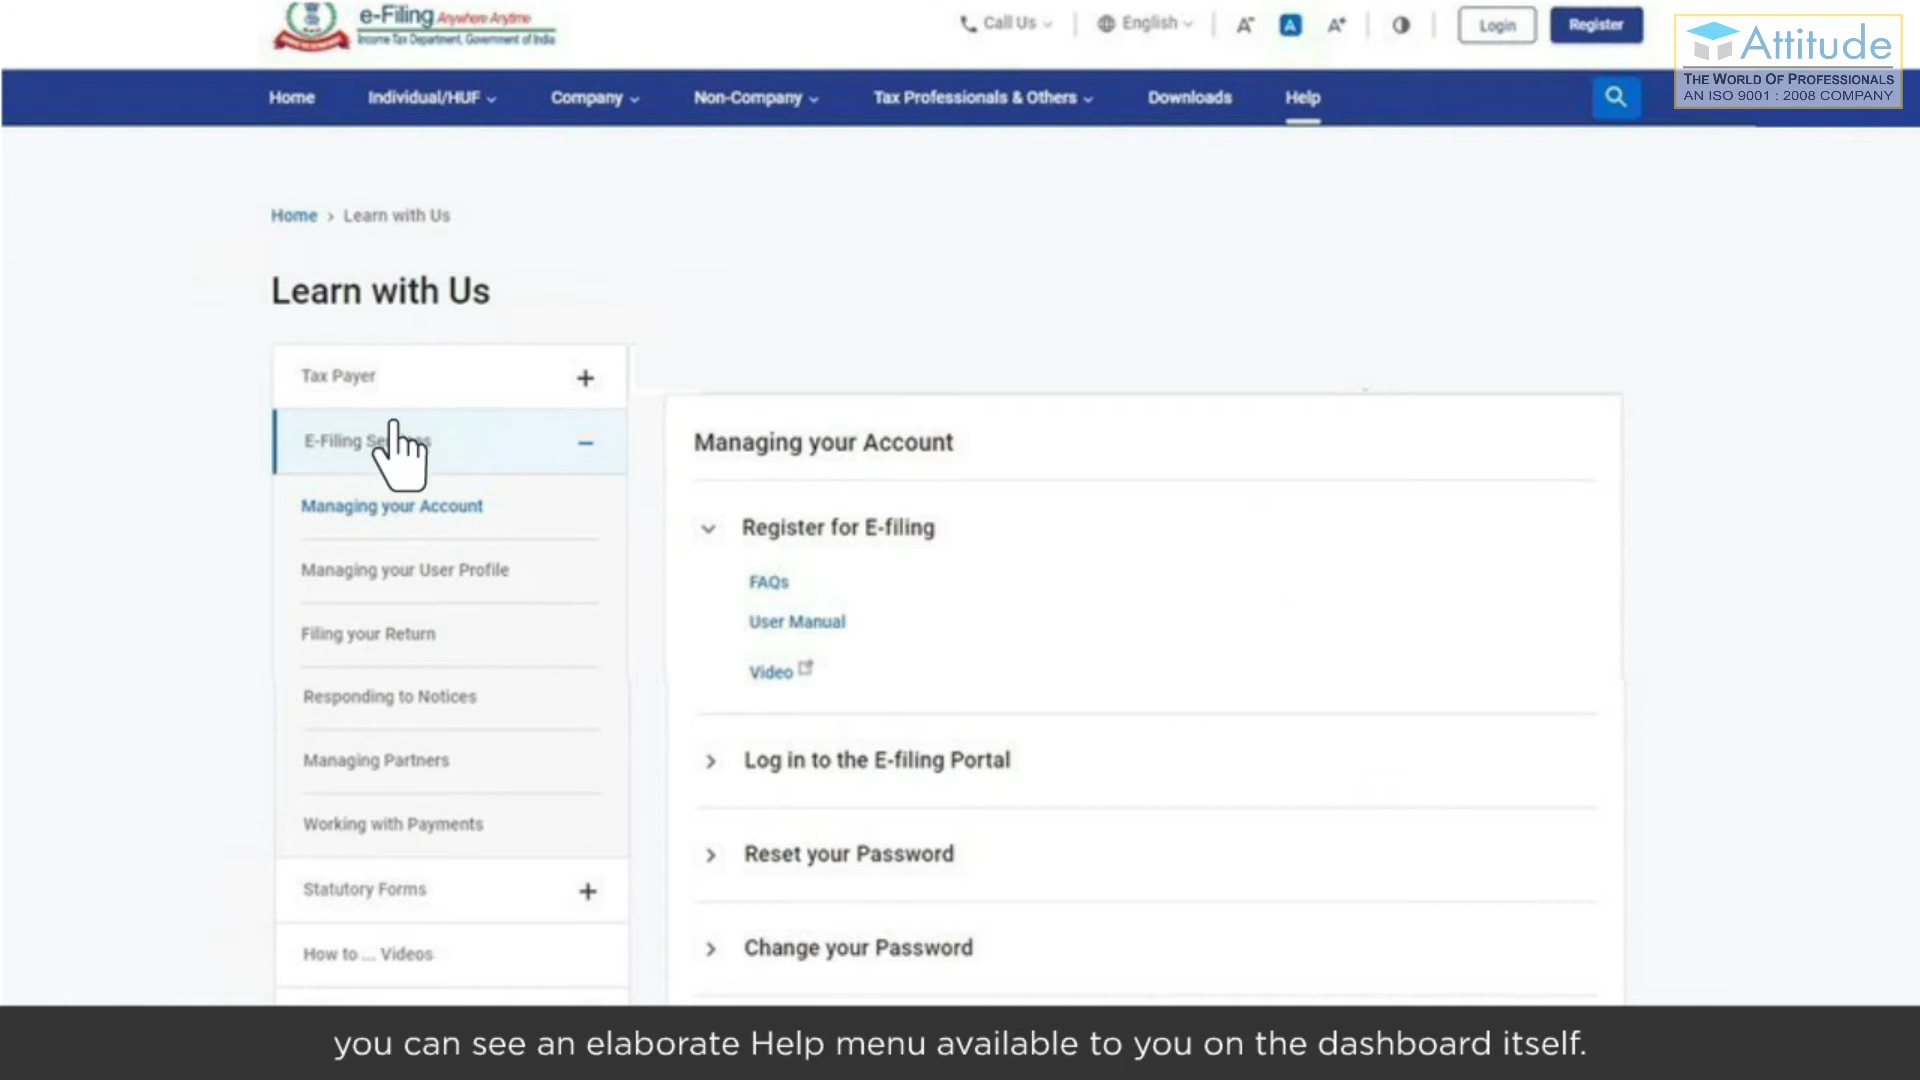 e-Filing Anywhere Anytime
Income Tax Department, Government of India
Call Us
English
A-
A
A+
Login
Register
Attitude
THE WORLD OF PROFESSIONALS
AN ISO 9001 : 2008 COMPANY
Home
Individual/HUF
Company
Non-Company
Tax Professionals & Others
Downloads
Help
Home > Learn with Us
Learn with Us
Tax Payer
E-Filing Services
Managing your Account
Managing your User Profile
Filing your Return
Responding to Notices
Managing Partners
Working with Payments
Statutory Forms
How to ... Videos
Managing your Account
Register for E-filing
FAQs
User Manual
Video
Log in to the E-filing Portal
Reset your Password
Change your Password
you can see an elaborate Help menu available to you on the dashboard itself.